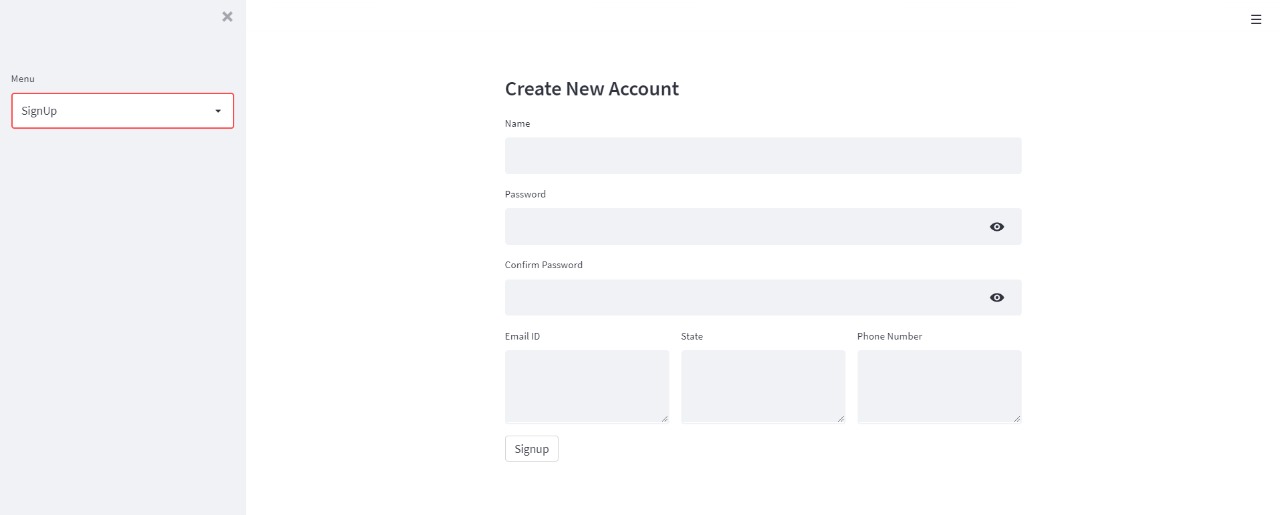 Menu
SignUp
Create New Account
Name
Password
Confirm Password
Email ID State Phone Number
Signup